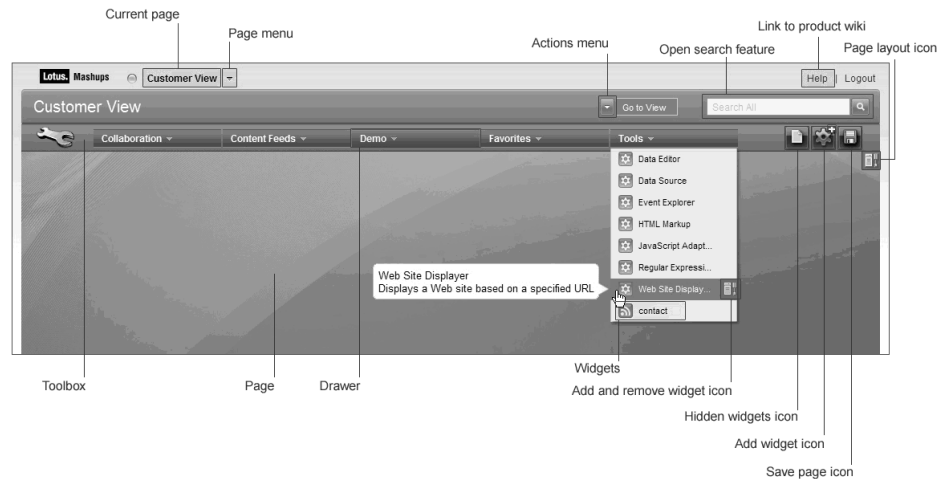 Current page
Page menu
Link to product wiki
Actions menu
Open search feature
Page layout icon
Lotus. Mashups
Customer View
Help | Logout
Customer View
Go to View
Search All
Collaboration
Content Feeds
Demo
Favorites
Tools
Data Editor
Data Source
Event Explorer
HTML Markup
JavaScript Adapt...
Regular Expressi...
Web Site Displayer
Displays a Web site based on a specified URL
Web Site Display...
contact
Widgets
Toolbox
Page
Drawer
Add and remove widget icon
Hidden widgets icon
Add widget icon
Save page icon